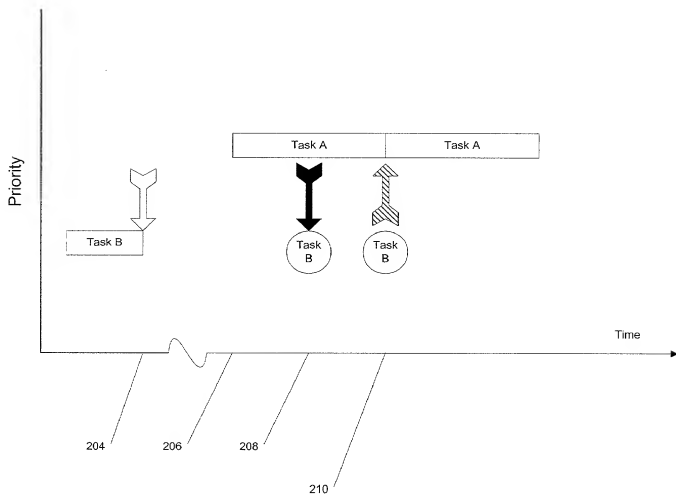 Priority
Task A
Task A
Task B
Task
B
Task
B
Time
204
206
208
210